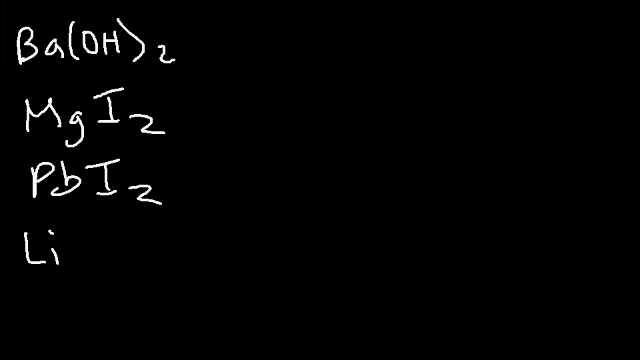 Ba(OH)₂
MgI₂
PbI₂
Li